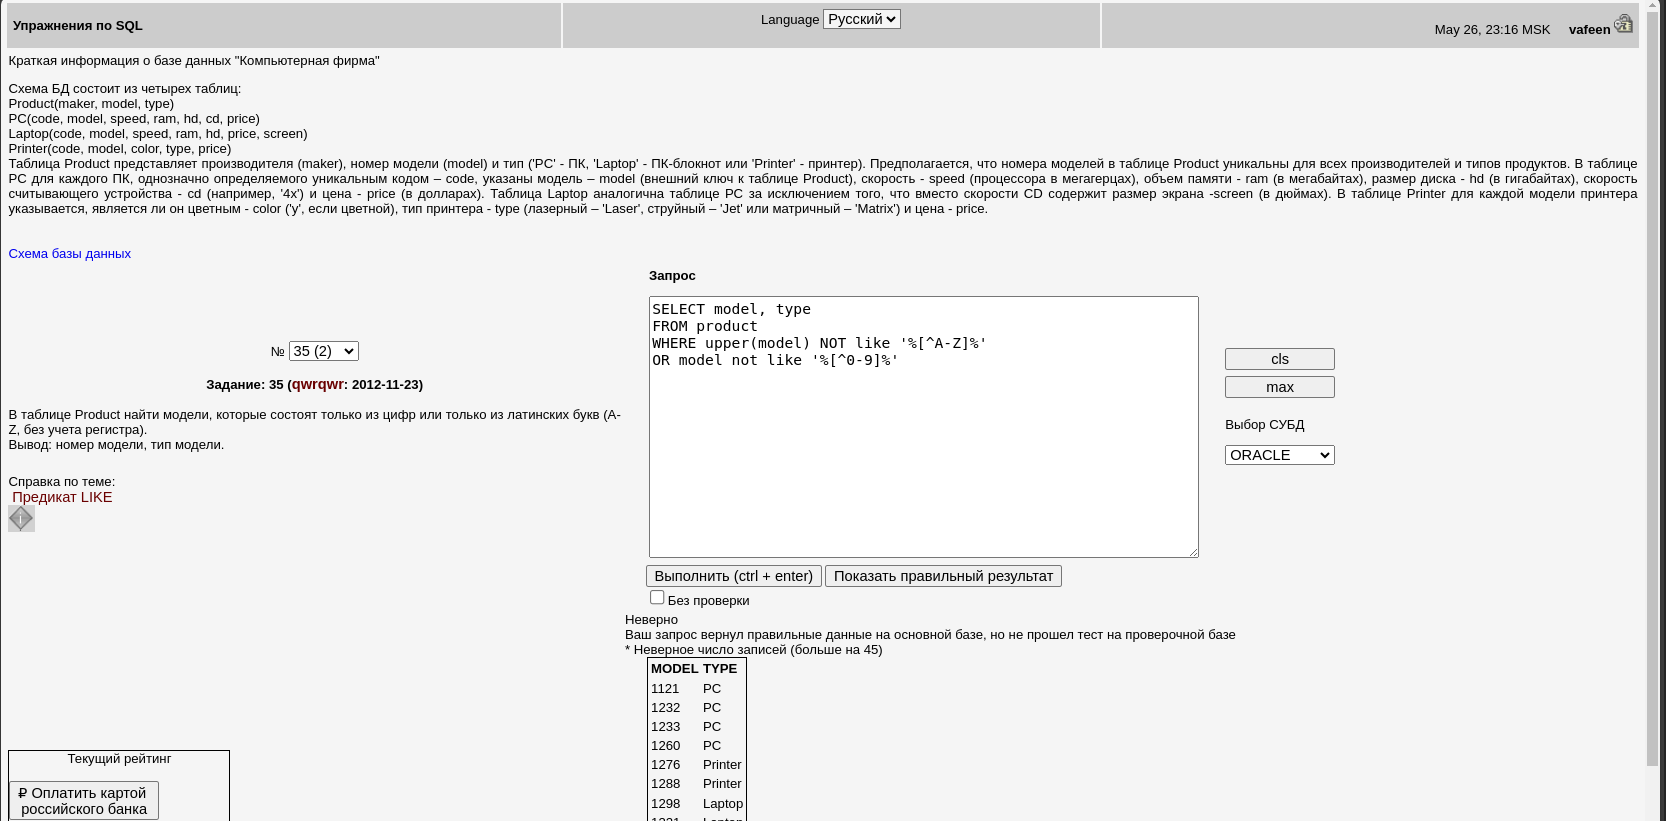 Упражнения по SQL
Language Русский
May 26, 23:16 MSK vafeen
Краткая информация о базе данных "Компьютерная фирма"
Схема БД состоит из четырех таблиц:
Product(maker, model, type)
PC(code, model, speed, ram, hd, cd, price)
Laptop(code, model, speed, ram, hd, price, screen)
Printer(code, model, color, type, price)
Таблица Product представляет производителя (maker), номер модели (model) и тип ('PC' - ПК, 'Laptop' - ПК-блокнот или 'Printer' - принтер). Предполагается, что номера моделей в таблице Product уникальны для всех производителей и типов продуктов. В таблице
PC для каждого ПК, однозначно определяемого уникальным кодом – code, указаны модель – model (внешний ключ к таблице Product), скорость - speed (процессора в мегагерцах), объем памяти - ram (в мегабайтах), размер диска - hd (в гигабайтах), скорость
считывающего устройства - cd (например, '4x') и цена - price (в долларах). Таблица Laptop аналогична таблице РС за исключением того, что вместо скорости CD содержит размер экрана -screen (в дюймах). В таблице Printer для каждой модели принтера
указывается, является ли он цветным - color ('y', если цветной), тип принтера - type (лазерный – 'Laser', струйный – 'Jet' или матричный – 'Matrix') и цена - price.
Схема базы данных
№ 35 (2)
Задание: 35 (qwrqwr: 2012-11-23)
В таблице Product найти модели, которые состоят только из цифр или только из латинских букв (A-
Z, без учета регистра).
Вывод: номер модели, тип модели.
Справка по теме:
Предикат LIKE
Запрос
SELECT model, type
FROM product
WHERE upper(model) NOT like '%[^A-Z]%'
OR model not like '%[^0-9]%'
cls
max
Выбор СУБД
ORACLE
Выполнить (ctrl + enter) Показать правильный результат
Без проверки
Неверно
Ваш запрос вернул правильные данные на основной базе, но не прошел тест на проверочной базе
* Неверное число записей (больше на 45)
MODEL TYPE
1121 PC
1232 PC
1233 PC
1260 PC
1276 Printer
1288 Printer
1298 Laptop
Текущий рейтинг
₽ Оплатить картой
российского банка